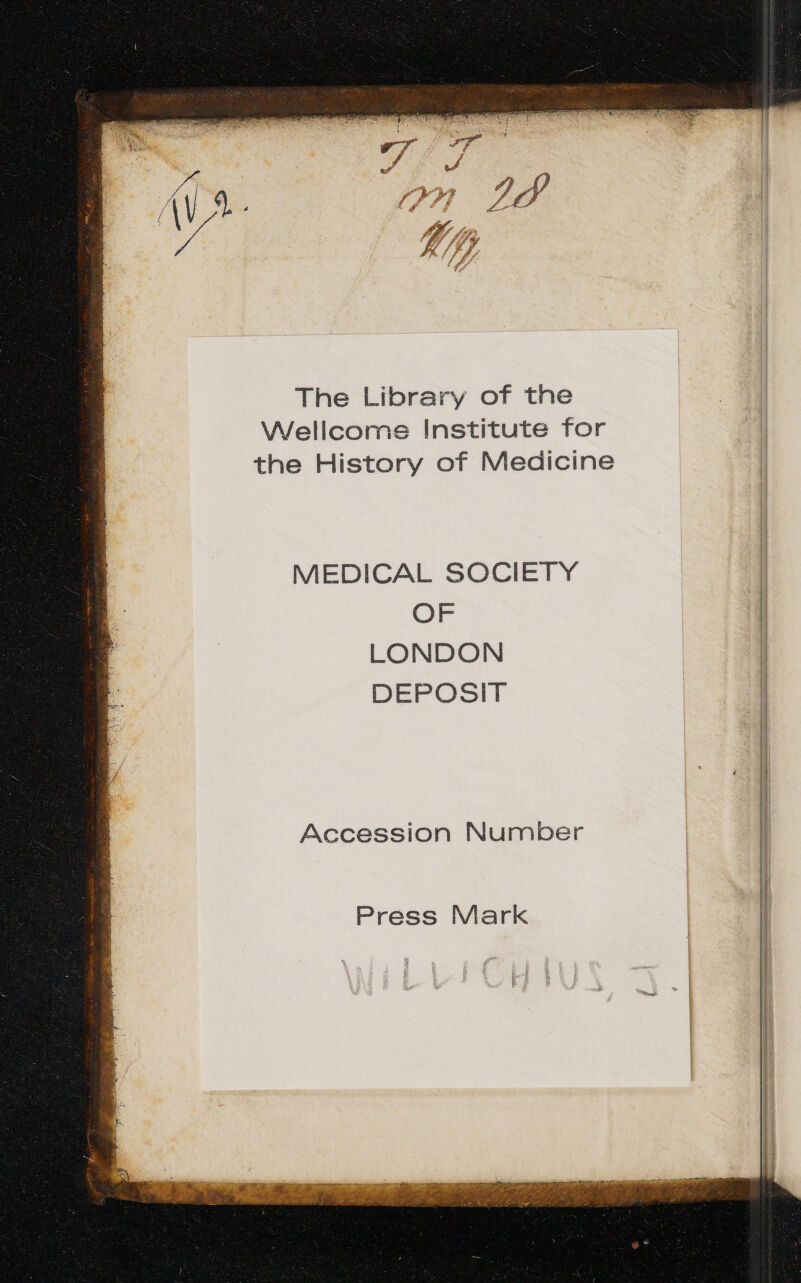 m 28
The Library of the
Wellcome Institute for
the History of Medicine
MEDICAL SOCIETY
OF
LONDON
DEPOSIT
Accession Number
Press Mark
WILLICHIUS, J.